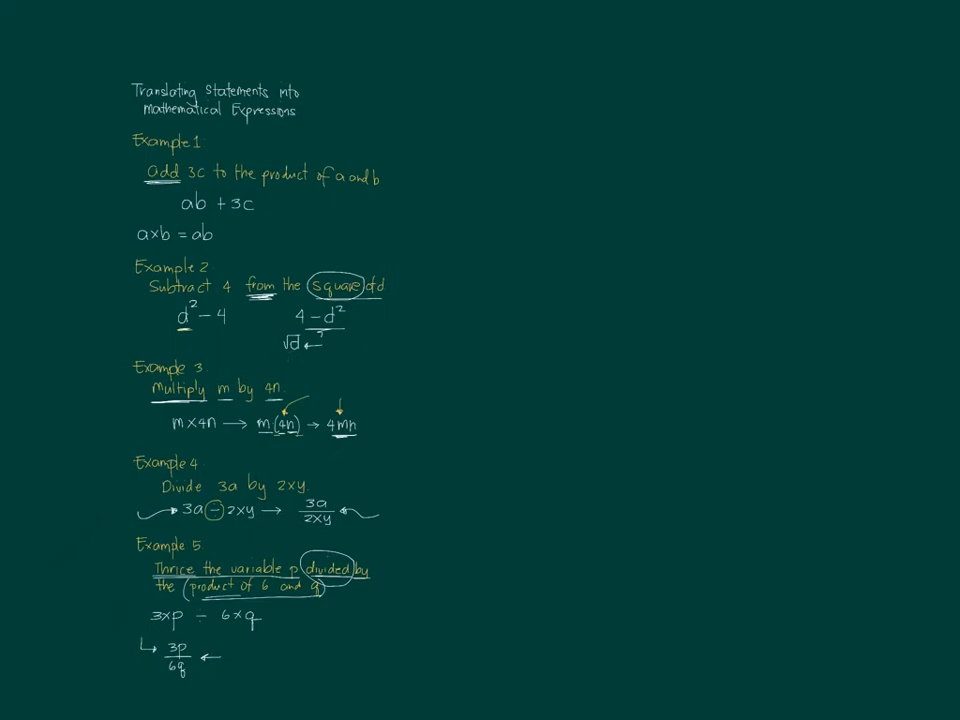 Translating Statements into
Mathematical Expressions
Example 1
add 3c to the product of a and b
ab + 3c
a×b = ab
Example 2
Subtract 4 from the square of d
d² − 4 4 − d²
√d ← ?
Example 3
Multiply m by 4n
m×4n → m(4n) → 4mn
Example 4
Divide 3a by 2xy
3a ÷ 2xy → 3a/2xy
Example 5
Thrice the variable p divided by
the (product of 6 and q)
3×p ÷ 6×q
3p/6q